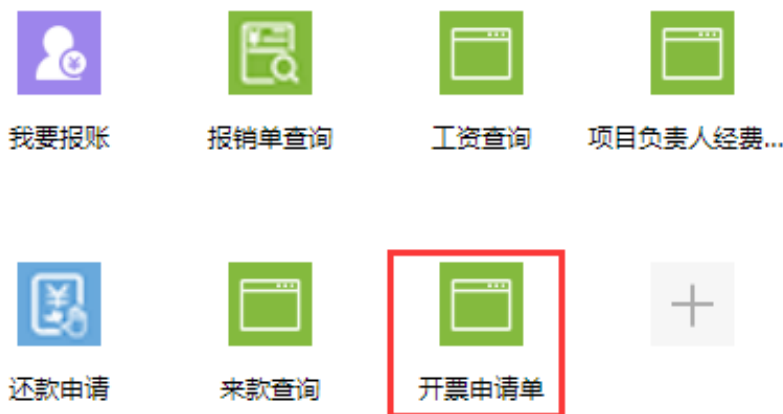 我要报账
报销单查询
工资查询
项目负责人经费...
还款申请
来款查询
开票申请单